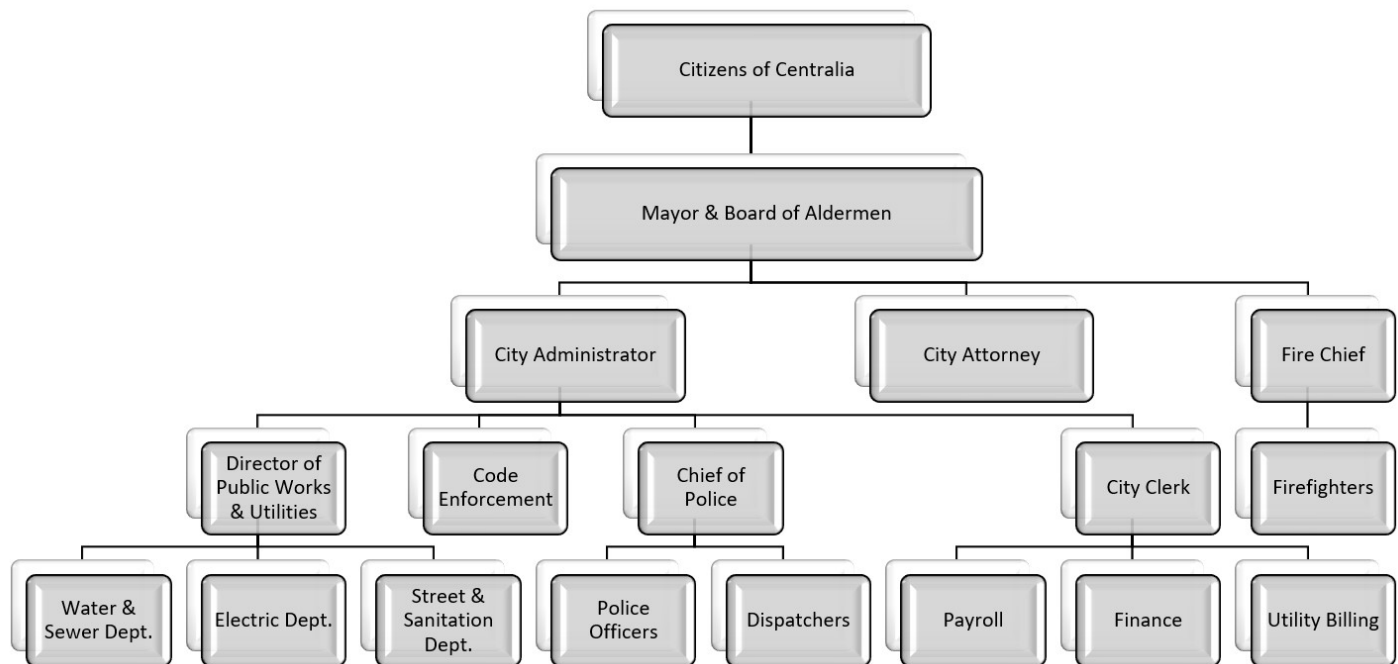 Citizens of Centralia
Mayor & Board of Aldermen
City Administrator
City Attorney
Fire Chief
Director of
Public Works
& Utilities
Code
Enforcement
Chief of
Police
City Clerk
Firefighters
Water &
Sewer Dept.
Electric Dept.
Street &
Sanitation
Dept.
Police
Officers
Dispatchers
Payroll
Finance
Utility Billing